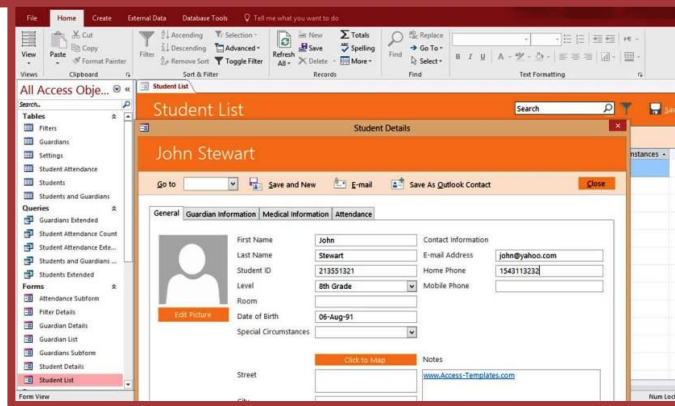 File Home Create External Data Database Tools Tell me what you want to do
View Paste Cut Copy Format Painter Filter Ascending Descending Remove Sort Selection Advanced Toggle Filter Refresh All New Save Delete Totals Spelling More Find Replace Go To Select B I U A
Views Clipboard Sort & Filter Records Find Text Formatting
All Access Obje...
Search..
Tables
Filters
Guardians
Settings
Student Attendance
Students
Students and Guardians
Queries
Guardians Extended
Student Attendance Count
Student Attendance Exte...
Students and Guardians ...
Students Extended
Forms
Attendance Subform
Filter Details
Guardian Details
Guardian List
Guardians Subform
Student Details
Student List
Student List
Student List Search
Student Details
nstances
John Stewart
Go to Save and New E-mail Save As Outlook Contact Close
General Guardian Information Medical Information Attendance
First Name John Contact Information
Last Name Stewart E-mail Address john@yahoo.com
Student ID 213551321 Home Phone 1543113232
Level 8th Grade Mobile Phone
Room
Edit Picture Date of Birth 06-Aug-91
Special Circumstances
Click to Map Notes
Street www.Access-Templates.com
City
Form View Num Loc